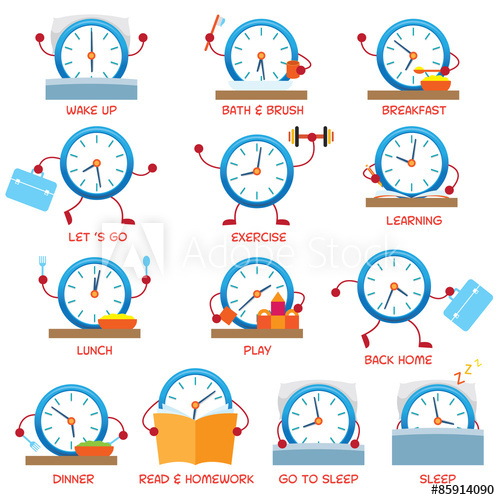 WAKE UP
BATH & BRUSH
BREAKFAST
LET 'S GO
EXERCISE
LEARNING
LUNCH
PLAY
BACK HOME
DINNER
READ & HOMEWORK
GO TO SLEEP
SLEEP
Z Z Z
Adobe Stock
#85914090